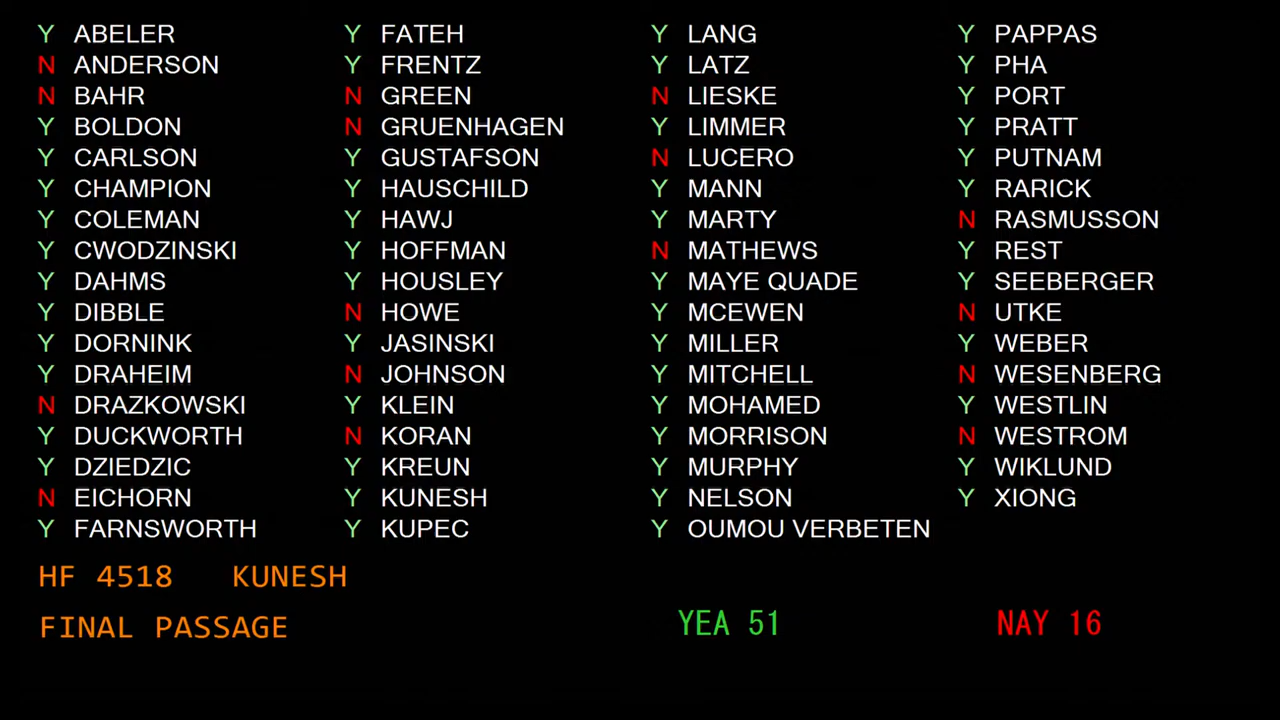 Y ABELER Y FATEH Y LANG Y PAPPAS
N ANDERSON Y FRENTZ Y LATZ Y PHA
N BAHR N GREEN N LIESKE Y PORT
Y BOLDON N GRUENHAGEN Y LIMMER Y PRATT
Y CARLSON Y GUSTAFSON N LUCERO Y PUTNAM
Y CHAMPION Y HAUSCHILD Y MANN Y RARICK
Y COLEMAN Y HAWJ Y MARTY N RASMUSSON
Y CWODZINSKI Y HOFFMAN N MATHEWS Y REST
Y DAHMS Y HOUSLEY Y MAYE QUADE Y SEEBERGER
Y DIBBLE N HOWE Y MCEWEN N UTKE
Y DORNINK Y JASINSKI Y MILLER Y WEBER
Y DRAHEIM N JOHNSON Y MITCHELL N WESENBERG
N DRAZKOWSKI Y KLEIN Y MOHAMED Y WESTLIN
Y DUCKWORTH N KORAN Y MORRISON N WESTROM
Y DZIEDZIC Y KREUN Y MURPHY Y WIKLUND
N EICHORN Y KUNESH Y NELSON Y XIONG
Y FARNSWORTH Y KUPEC Y OUMOU VERBETEN
HF 4518 KUNESH
FINAL PASSAGE YEA 51 NAY 16